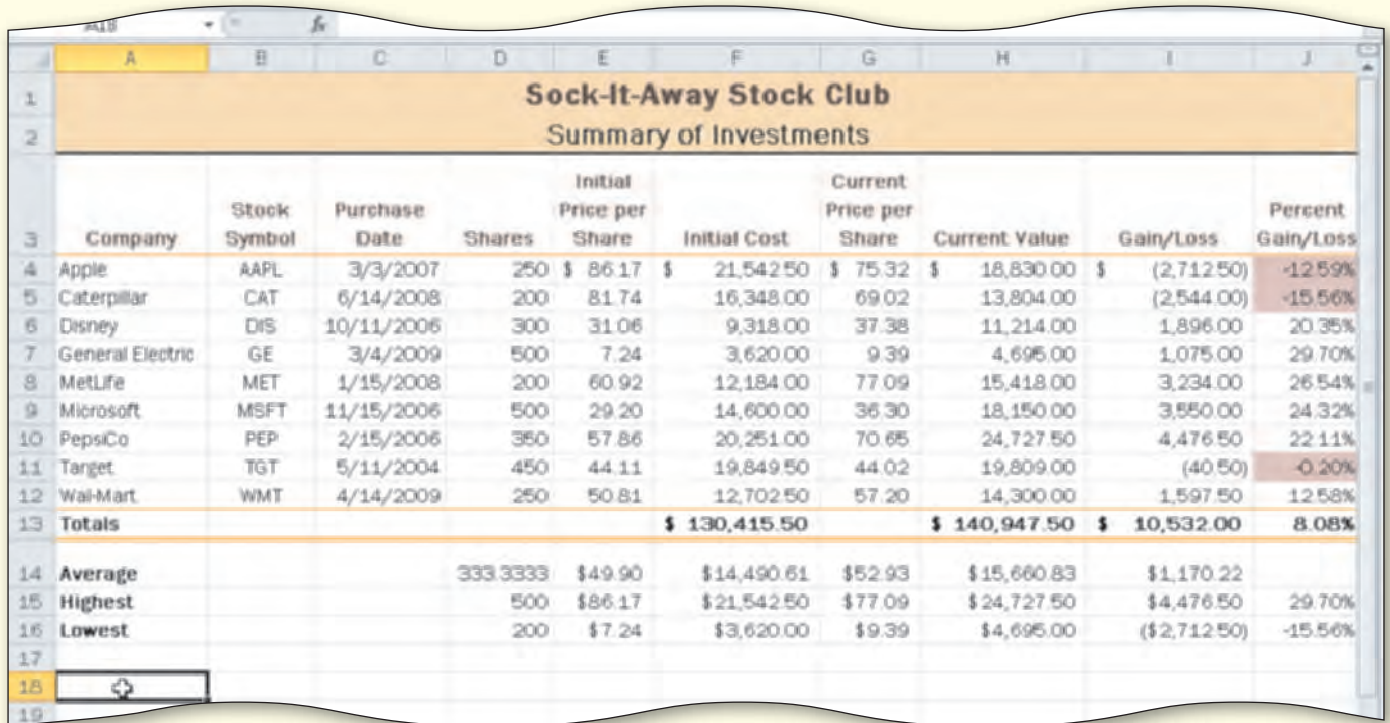 A18 fx
A B C D E F G H I J
1 Sock-It-Away Stock Club
2 Summary of Investments
Initial Current
Stock Purchase Price per Price per Percent
3 Company Symbol Date Shares Share Initial Cost Share Current Value Gain/Loss Gain/Loss
4 Apple AAPL 3/3/2007 250 $ 86.17 $ 21,542.50 $ 75.32 $ 18,830.00 $ (2,712.50) -12.59%
5 Caterpillar CAT 6/14/2008 200 81.74 16,348.00 69.02 13,804.00 (2,544.00) -15.56%
6 Disney DIS 10/11/2006 300 31.06 9,318.00 37.38 11,214.00 1,896.00 20.35%
7 General Electric GE 3/4/2009 500 7.24 3,620.00 9.39 4,695.00 1,075.00 29.70%
8 MetLife MET 1/15/2008 200 60.92 12,184.00 77.09 15,418.00 3,234.00 26.54%
9 Microsoft MSFT 11/15/2006 500 29.20 14,600.00 36.30 18,150.00 3,550.00 24.32%
10 PepsiCo PEP 2/15/2006 350 57.86 20,251.00 70.65 24,727.50 4,476.50 22.11%
11 Target TGT 5/11/2004 450 44.11 19,849.50 44.02 19,809.00 (40.50) -0.20%
12 Wal-Mart WMT 4/14/2009 250 50.81 12,702.50 57.20 14,300.00 1,597.50 12.58%
13 Totals $ 130,415.50 $ 140,947.50 $ 10,532.00 8.08%
14 Average 333.3333 $49.90 $14,490.61 $52.93 $15,660.83 $1,170.22
15 Highest 500 $86.17 $21,542.50 $77.09 $24,727.50 $4,476.50 29.70%
16 Lowest 200 $7.24 $3,620.00 $9.39 $4,695.00 ($2,712.50) -15.56%
17
18
19